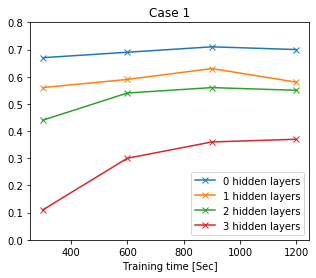 Case 1
0.8
0.7
0.6
0.5
0.4
0.3
0.2
0.1
0.0
0 hidden layers
1 hidden layers
2 hidden layers
3 hidden layers
400 600 800 1000 1200
Training time [Sec]